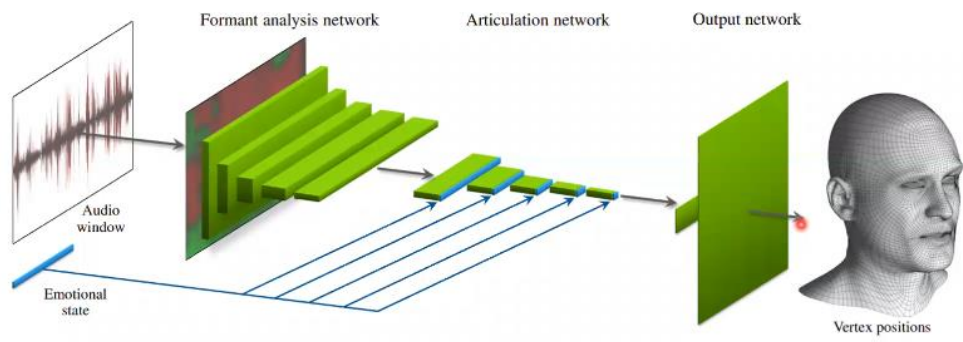 Formant analysis network
Articulation network
Output network
Audio
window
Emotional
state
Vertex positions